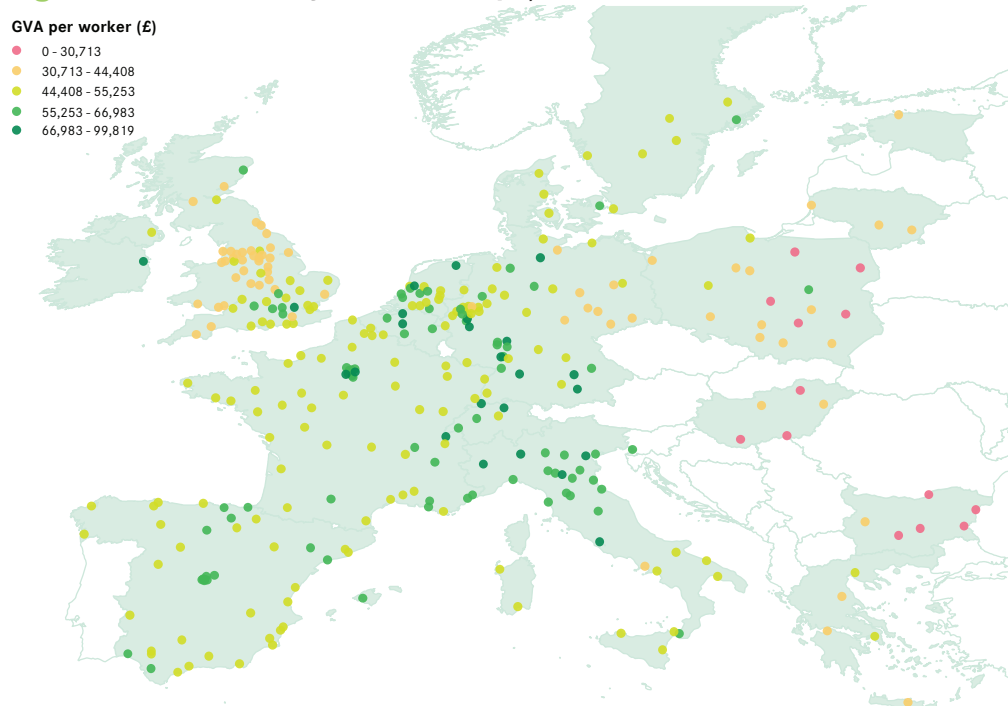 GVA per worker (£)
0 - 30,713
30,713 - 44,408
44,408 - 55,253
55,253 - 66,983
66,983 - 99,819